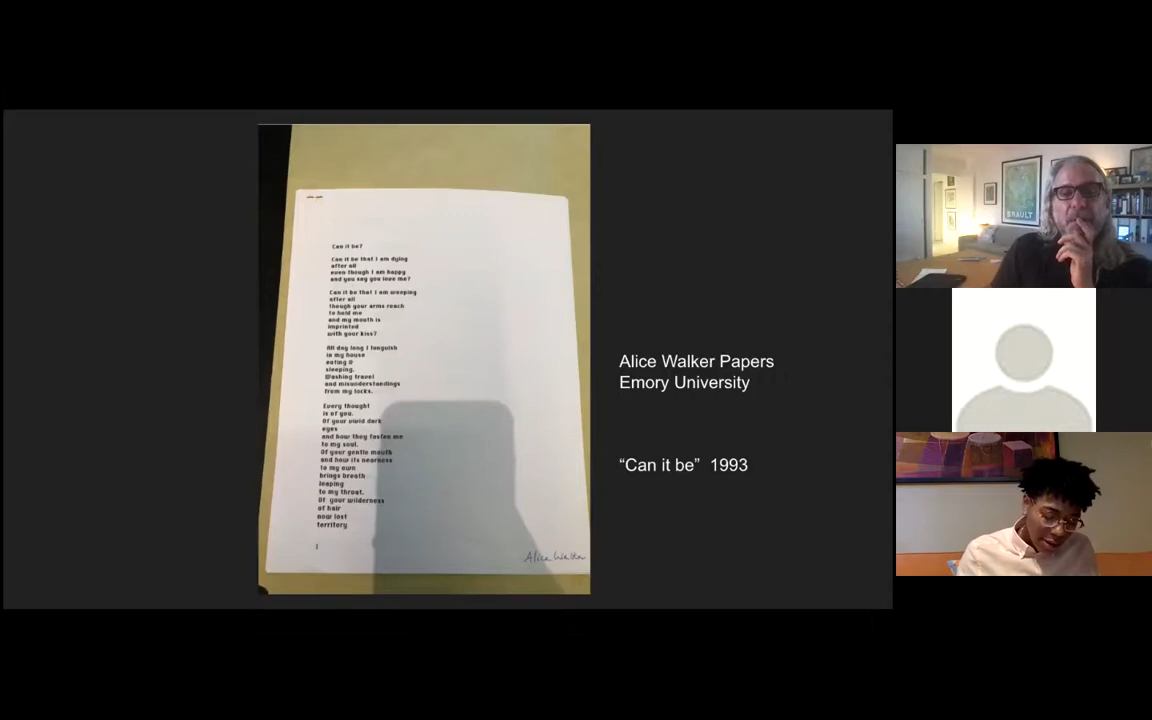 Can it be?
Can it be that I am dying
after all
even though I am happy
and you say you love me?
Can it be that I am weeping
after all
though your arms reach
to hold me
and my mouth is
imprinted
with your kiss?
All day long I languish
in my house
eating &
sleeping,
Washing travel
and misunderstandings
from my locks.
Every thought
is of you.
Of your vivid dark
eyes
and how they fasten me
to my soul.
Of your gentle mouth
and how its nearness
to my own
brings breath
leaping
to my throat.
Of your wilderness
of hair
now lost
territory
1
Alice Walker
Alice Walker Papers
Emory University
“Can it be” 1993
BRAULT